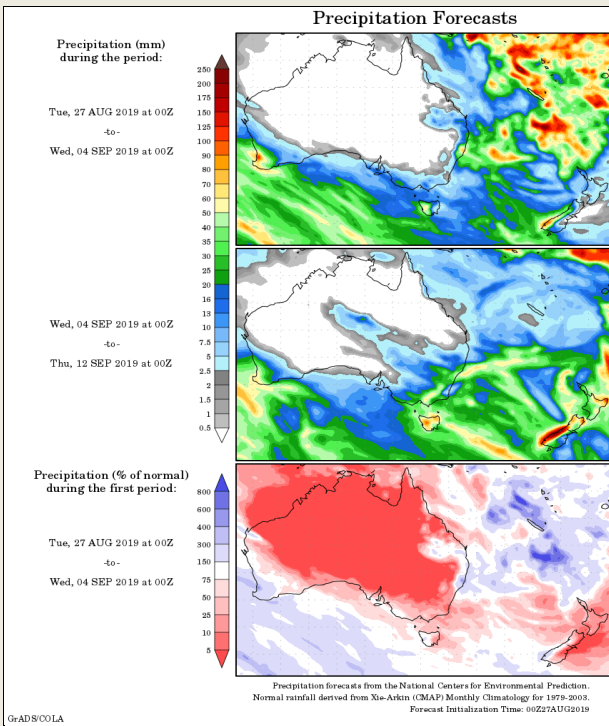 Precipitation Forecasts
Precipitation (mm)
during the period:
Tue, 27 AUG 2019 at 00Z
-to-
Wed, 04 SEP 2019 at 00Z
250
200
175
150
125
100
90
80
70
60
50
40
35
30
25
20
16
13
10
7.5
5
2.5
2
1.5
1
0.5
Wed, 04 SEP 2019 at 00Z
-to-
Thu, 12 SEP 2019 at 00Z
Precipitation (% of normal)
during the first period:
Tue, 27 AUG 2019 at 00Z
-to-
Wed, 04 SEP 2019 at 00Z
800
600
400
300
150
75
50
25
10
5
Precipitation forecasts from the National Centers for Environmental Prediction.
Normal rainfall derived from Xie-Arkin (CMAP) Monthly Climatology for 1979-2003.
Forecast Initialization Time: 00Z27AUG2019
GrADS/COLA